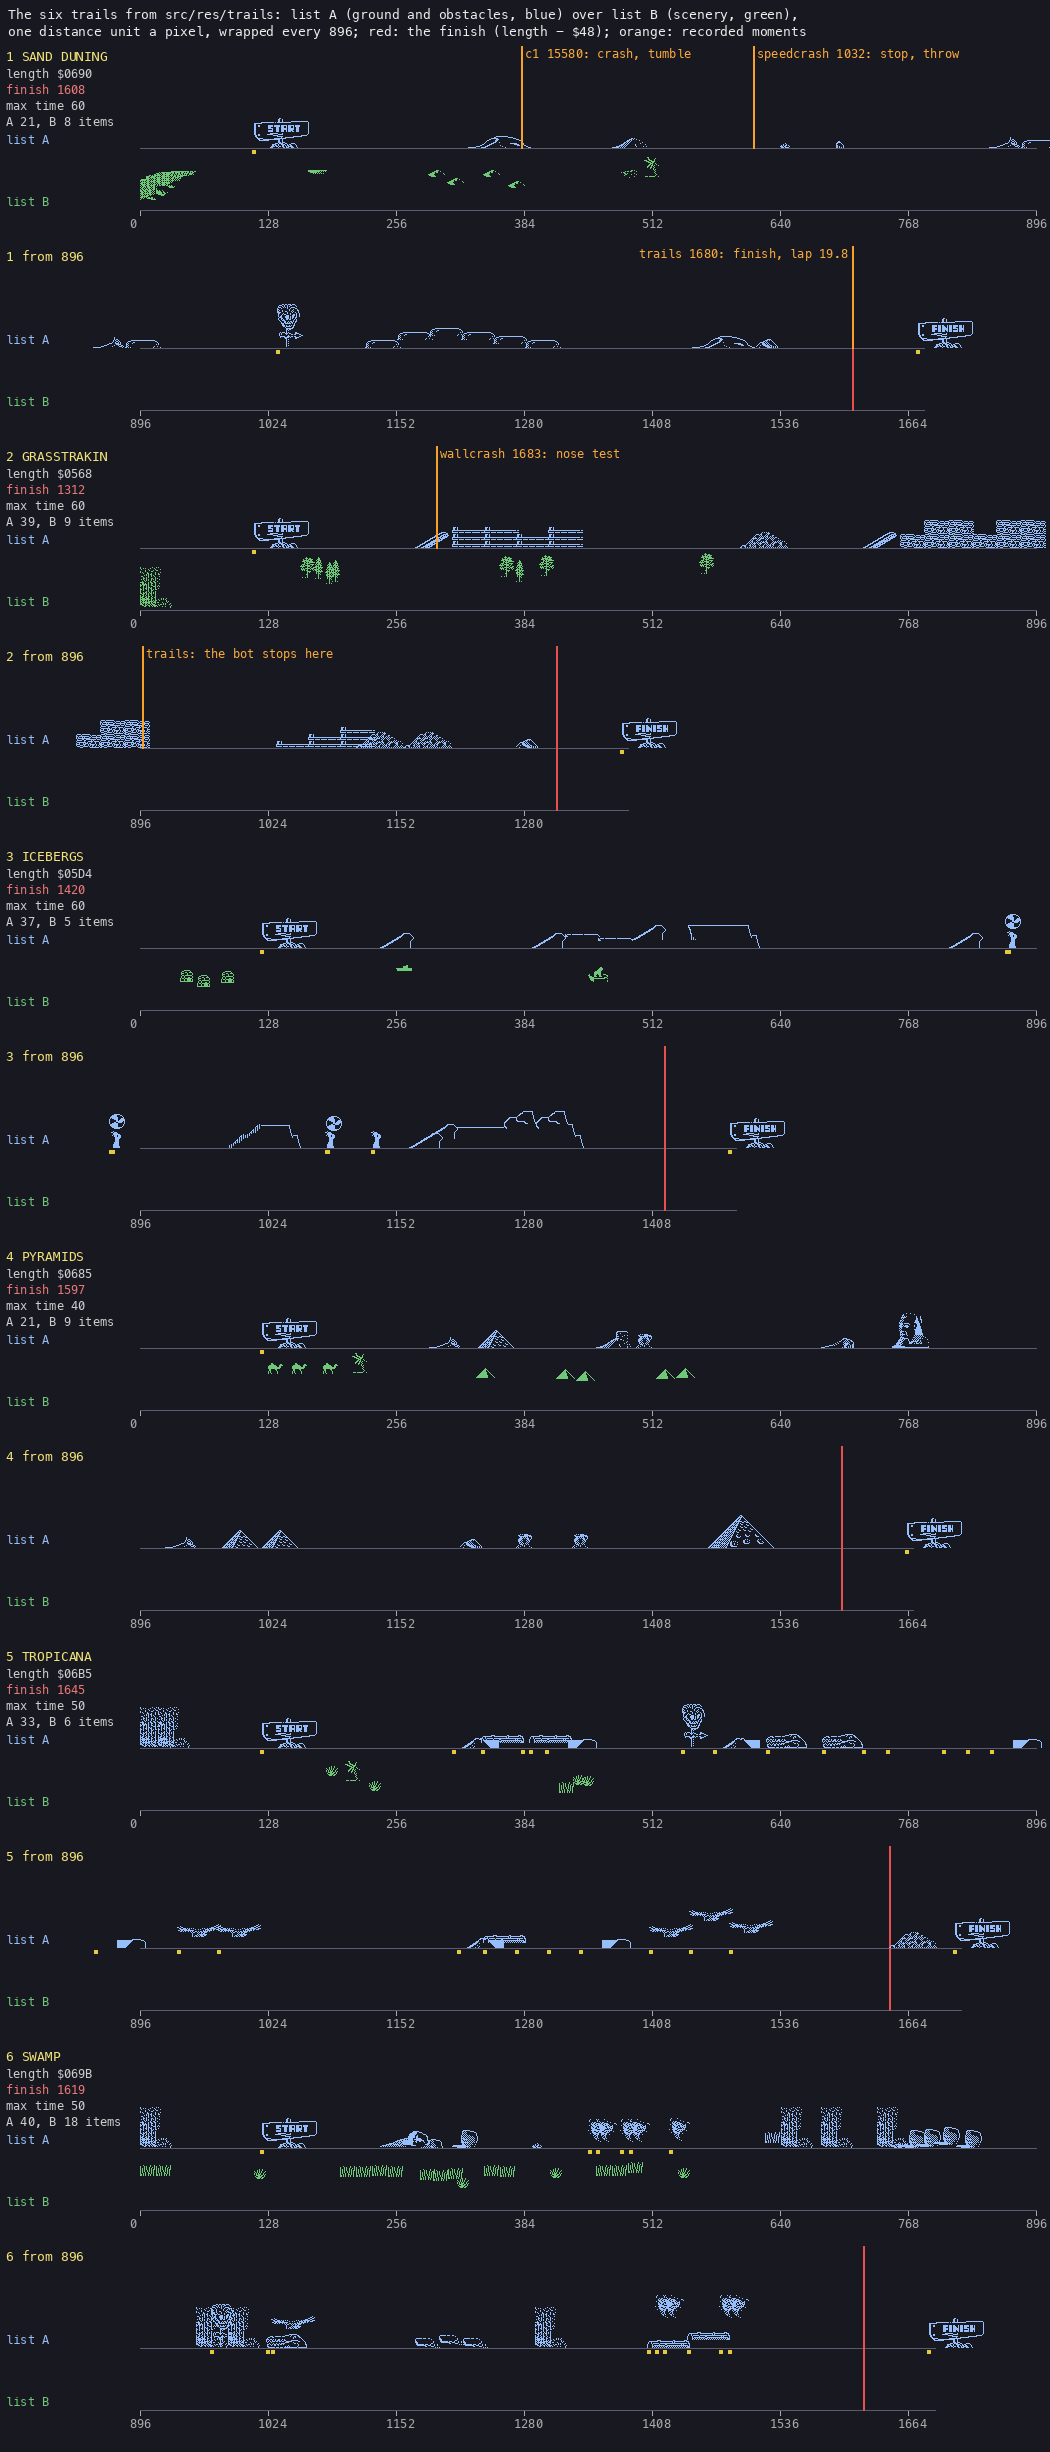 The six trails from src/res/trails: list A (ground and obstacles, blue) over list B (scenery, green),
one distance unit a pixel, wrapped every 896; red: the finish (length − $48); orange: recorded moments
1 SAND DUNING
c1 15580: crash, tumble
speedcrash 1032: stop, throw
length $0690
finish 1608
max time 60
A 21, B 8 items
START
list A
list B
0 128 256 384 512 640 768 896
1 from 896
trails 1680: finish, lap 19.8
FINISH
list A
list B
896 1024 1152 1280 1408 1536 1664
2 GRASSTRAKIN
wallcrash 1683: nose test
length $0568
finish 1312
max time 60
A 39, B 9 items
START
list A
list B
0 128 256 384 512 640 768 896
2 from 896
trails: the bot stops here
FINISH
list A
list B
896 1024 1152 1280
3 ICEBERGS
length $05D4
finish 1420
max time 60
A 37, B 5 items
START
list A
list B
0 128 256 384 512 640 768 896
3 from 896
FINISH
list A
list B
896 1024 1152 1280 1408
4 PYRAMIDS
length $0685
finish 1597
max time 40
A 21, B 9 items
START
list A
list B
0 128 256 384 512 640 768 896
4 from 896
FINISH
list A
list B
896 1024 1152 1280 1408 1536 1664
5 TROPICANA
length $06B5
finish 1645
max time 50
A 33, B 6 items
START
list A
list B
0 128 256 384 512 640 768 896
5 from 896
FINISH
list A
list B
896 1024 1152 1280 1408 1536 1664
6 SWAMP
length $069B
finish 1619
max time 50
A 40, B 18 items
START
list A
list B
0 128 256 384 512 640 768 896
6 from 896
FINISH
list A
list B
896 1024 1152 1280 1408 1536 1664